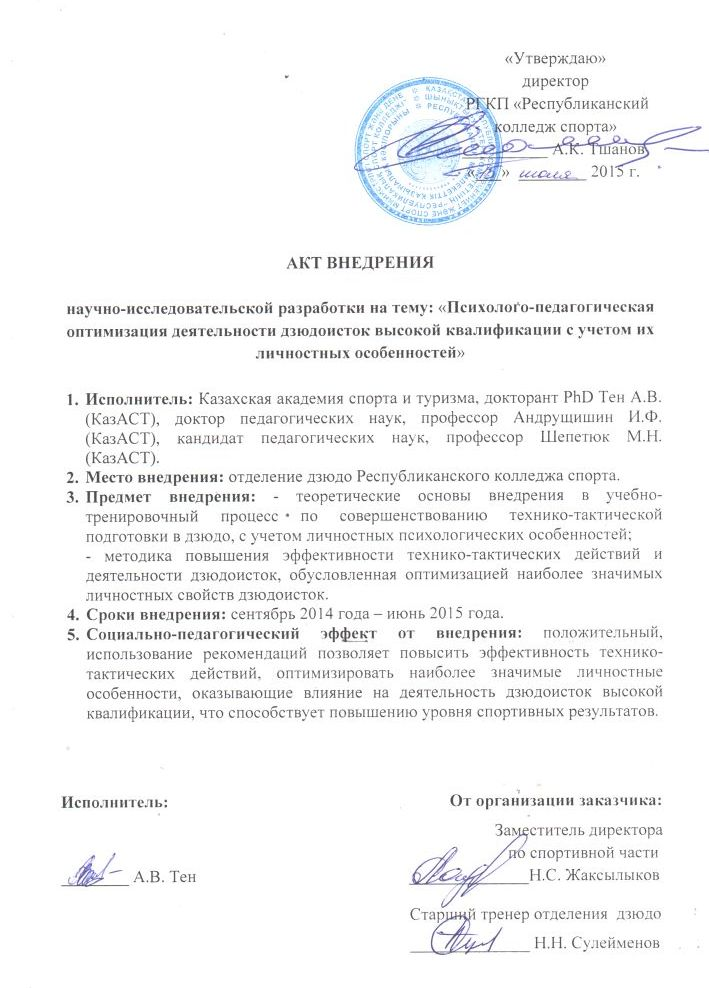 «Утверждаю»
директор
РГКП «Республиканский
колледж спорта»
А.К. Тпанов
«15» июля 2015 г.
АКТ ВНЕДРЕНИЯ
научно-исследовательской разработки на тему: «Психолого-педагогическая
оптимизация деятельности дзюдоисток высокой квалификации с учетом их
личностных особенностей»
1. Исполнитель: Казахская академия спорта и туризма, докторант PhD Тен А.В.
(КазАСТ), доктор педагогических наук, профессор Андрущишин И.Ф.
(КазАСТ), кандидат педагогических наук, профессор Шепетюк М.Н.
(КазАСТ).
2. Место внедрения: отделение дзюдо Республиканского колледжа спорта.
3. Предмет внедрения: - теоретические основы внедрения в учебно-
тренировочный процесс по совершенствованию технико-тактической
подготовки в дзюдо, с учетом личностных психологических особенностей;
- методика повышения эффективности технико-тактических действий и
деятельности дзюдоисток, обусловленная оптимизацией наиболее значимых
личностных свойств дзюдоисток.
4. Сроки внедрения: сентябрь 2014 года – июнь 2015 года.
5. Социально-педагогический эффект от внедрения: положительный,
использование рекомендаций позволяет повысить эффективность технико-
тактических действий, оптимизировать наиболее значимые личностные
особенности, оказывающие влияние на деятельность дзюдоисток высокой
квалификации, что способствует повышению уровня спортивных результатов.
Исполнитель:
А.В. Тен
От организации заказчика:
Заместитель директора
по спортивной части
Н.С. Жаксылыков
Старший тренер отделения дзюдо
Н.Н. Сулейменов